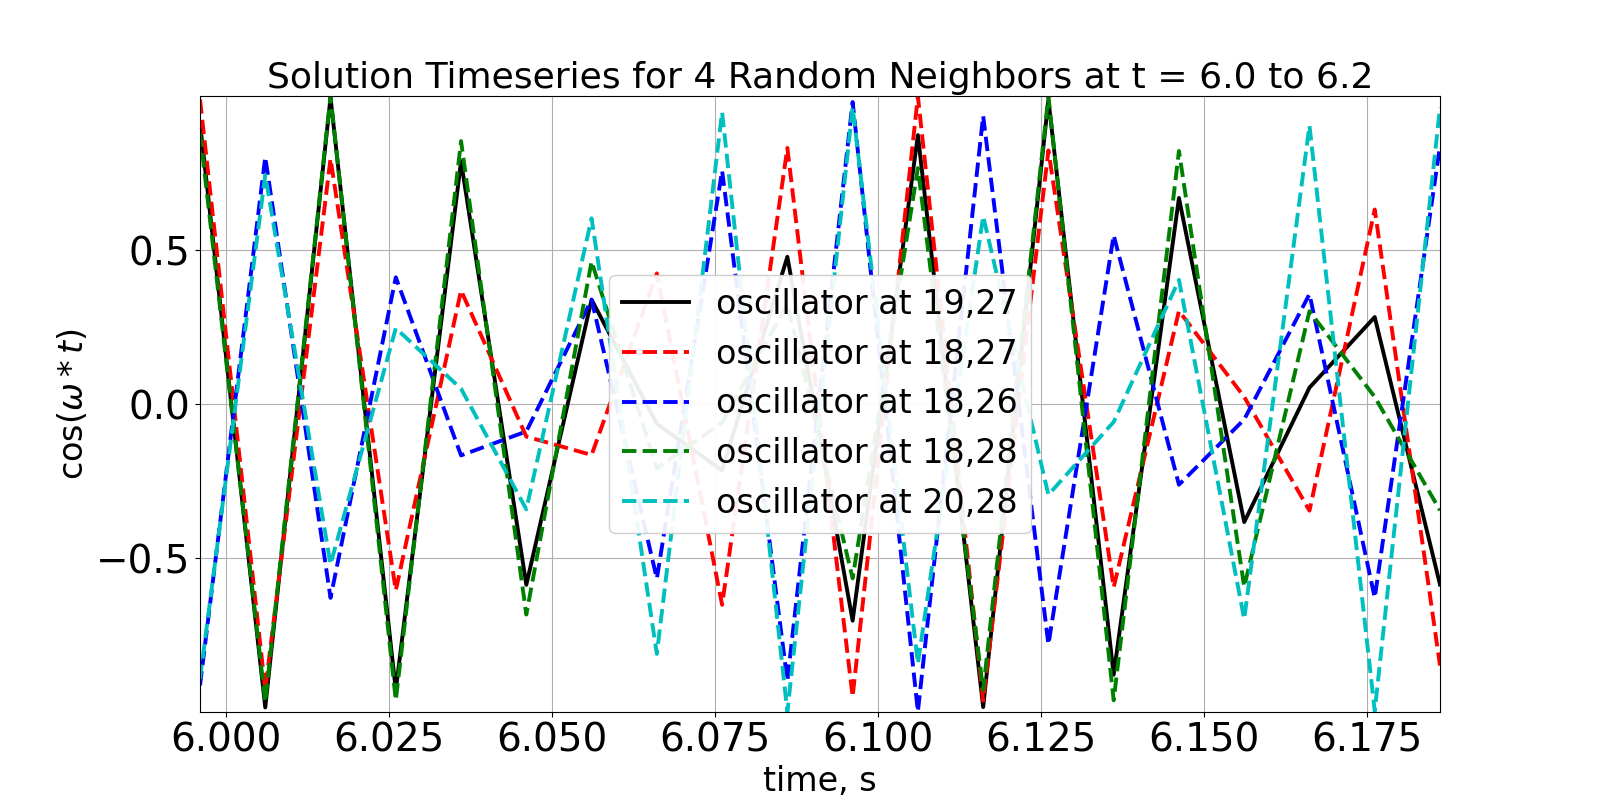 Solution Timeseries for 4 Random Neighbors at t = 6.0 to 6.2
cos(ω * t)
0.5
0.0
−0.5
oscillator at 19,27
oscillator at 18,27
oscillator at 18,26
oscillator at 18,28
oscillator at 20,28
6.000 6.025 6.050 6.075 6.100 6.125 6.150 6.175
time, s